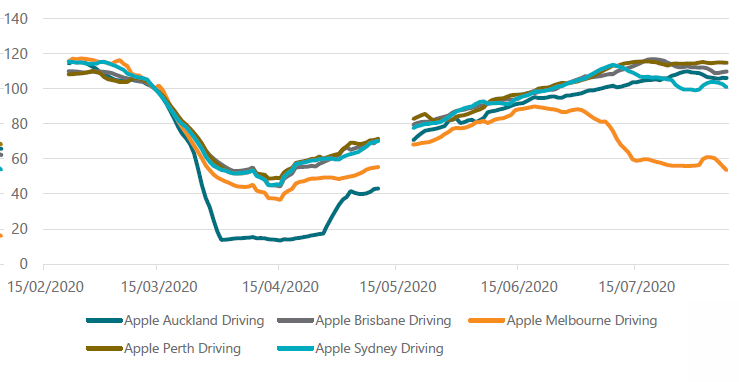 140
120
100
80
60
40
20
0
15/02/2020 15/03/2020 15/04/2020 15/05/2020 15/06/2020 15/07/2020
Apple Auckland Driving Apple Brisbane Driving Apple Melbourne Driving
Apple Perth Driving Apple Sydney Driving